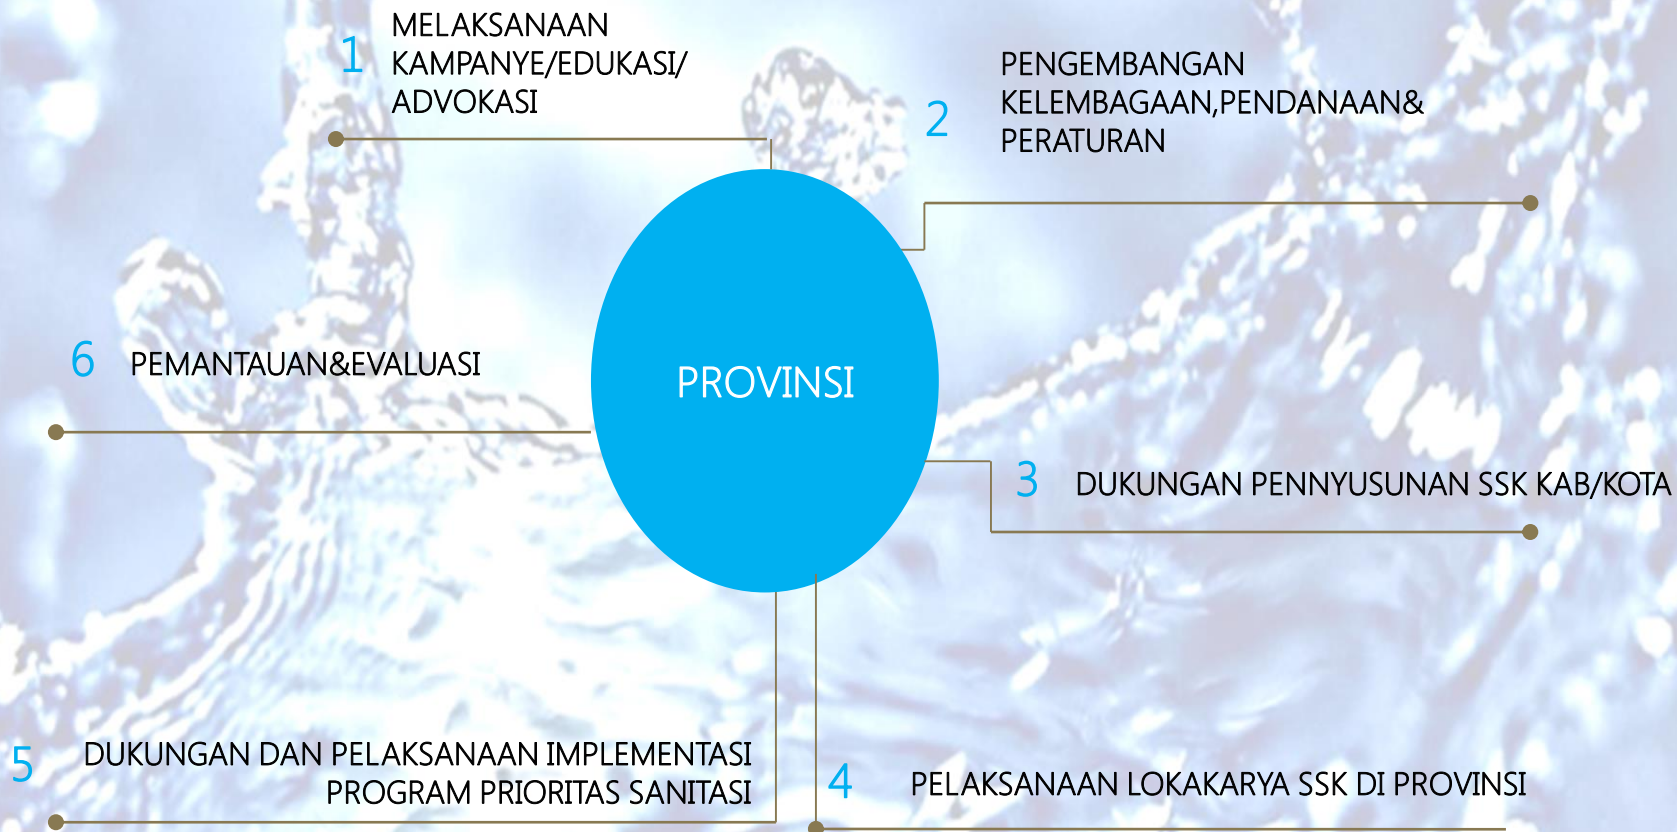 1
MELAKSANAAN
KAMPANYE/EDUKASI/
ADVOKASI
2
PENGEMBANGAN
KELEMBAGAAN,PENDANAAN&
PERATURAN
6
PEMANTAUAN&EVALUASI
PROVINSI
3
DUKUNGAN PENNYUSUNAN SSK KAB/KOTA
5
DUKUNGAN DAN PELAKSANAAN IMPLEMENTASI
PROGRAM PRIORITAS SANITASI
4
PELAKSANAAN LOKAKARYA SSK DI PROVINSI